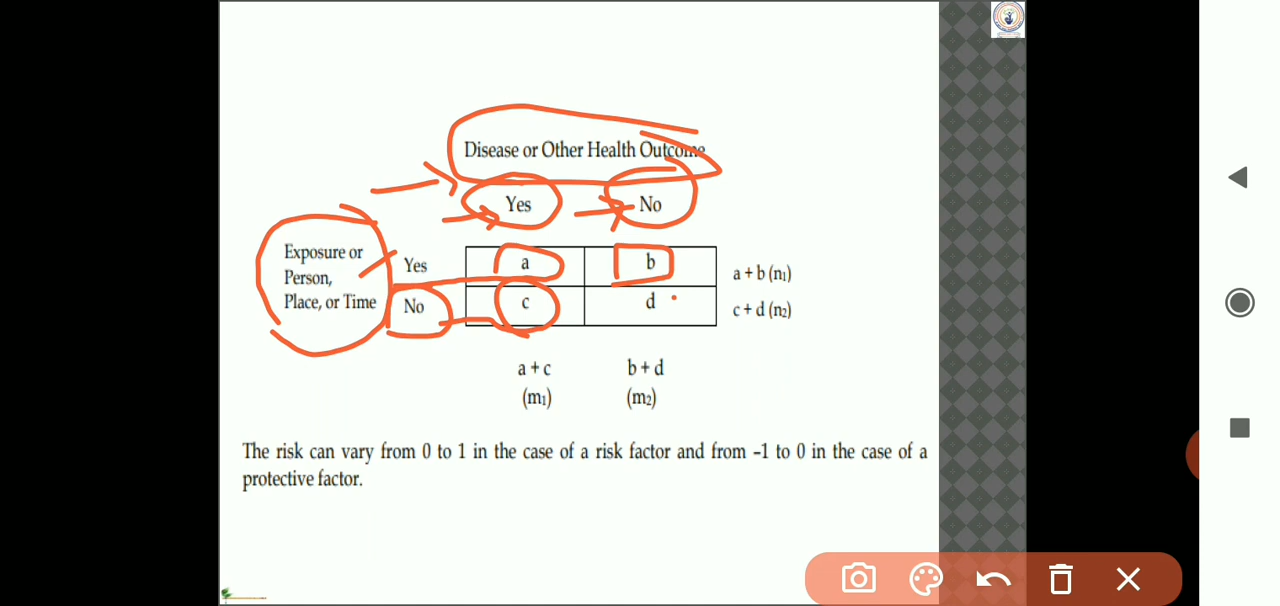 Disease or Other Health Outcome
Yes No
Exposure or
Person,
Place, or Time
Yes a b a + b (n₁)
No c d c + d (n₂)
a + c b + d
(m₁) (m₂)
The risk can vary from 0 to 1 in the case of a risk factor and from –1 to 0 in the case of a
protective factor.